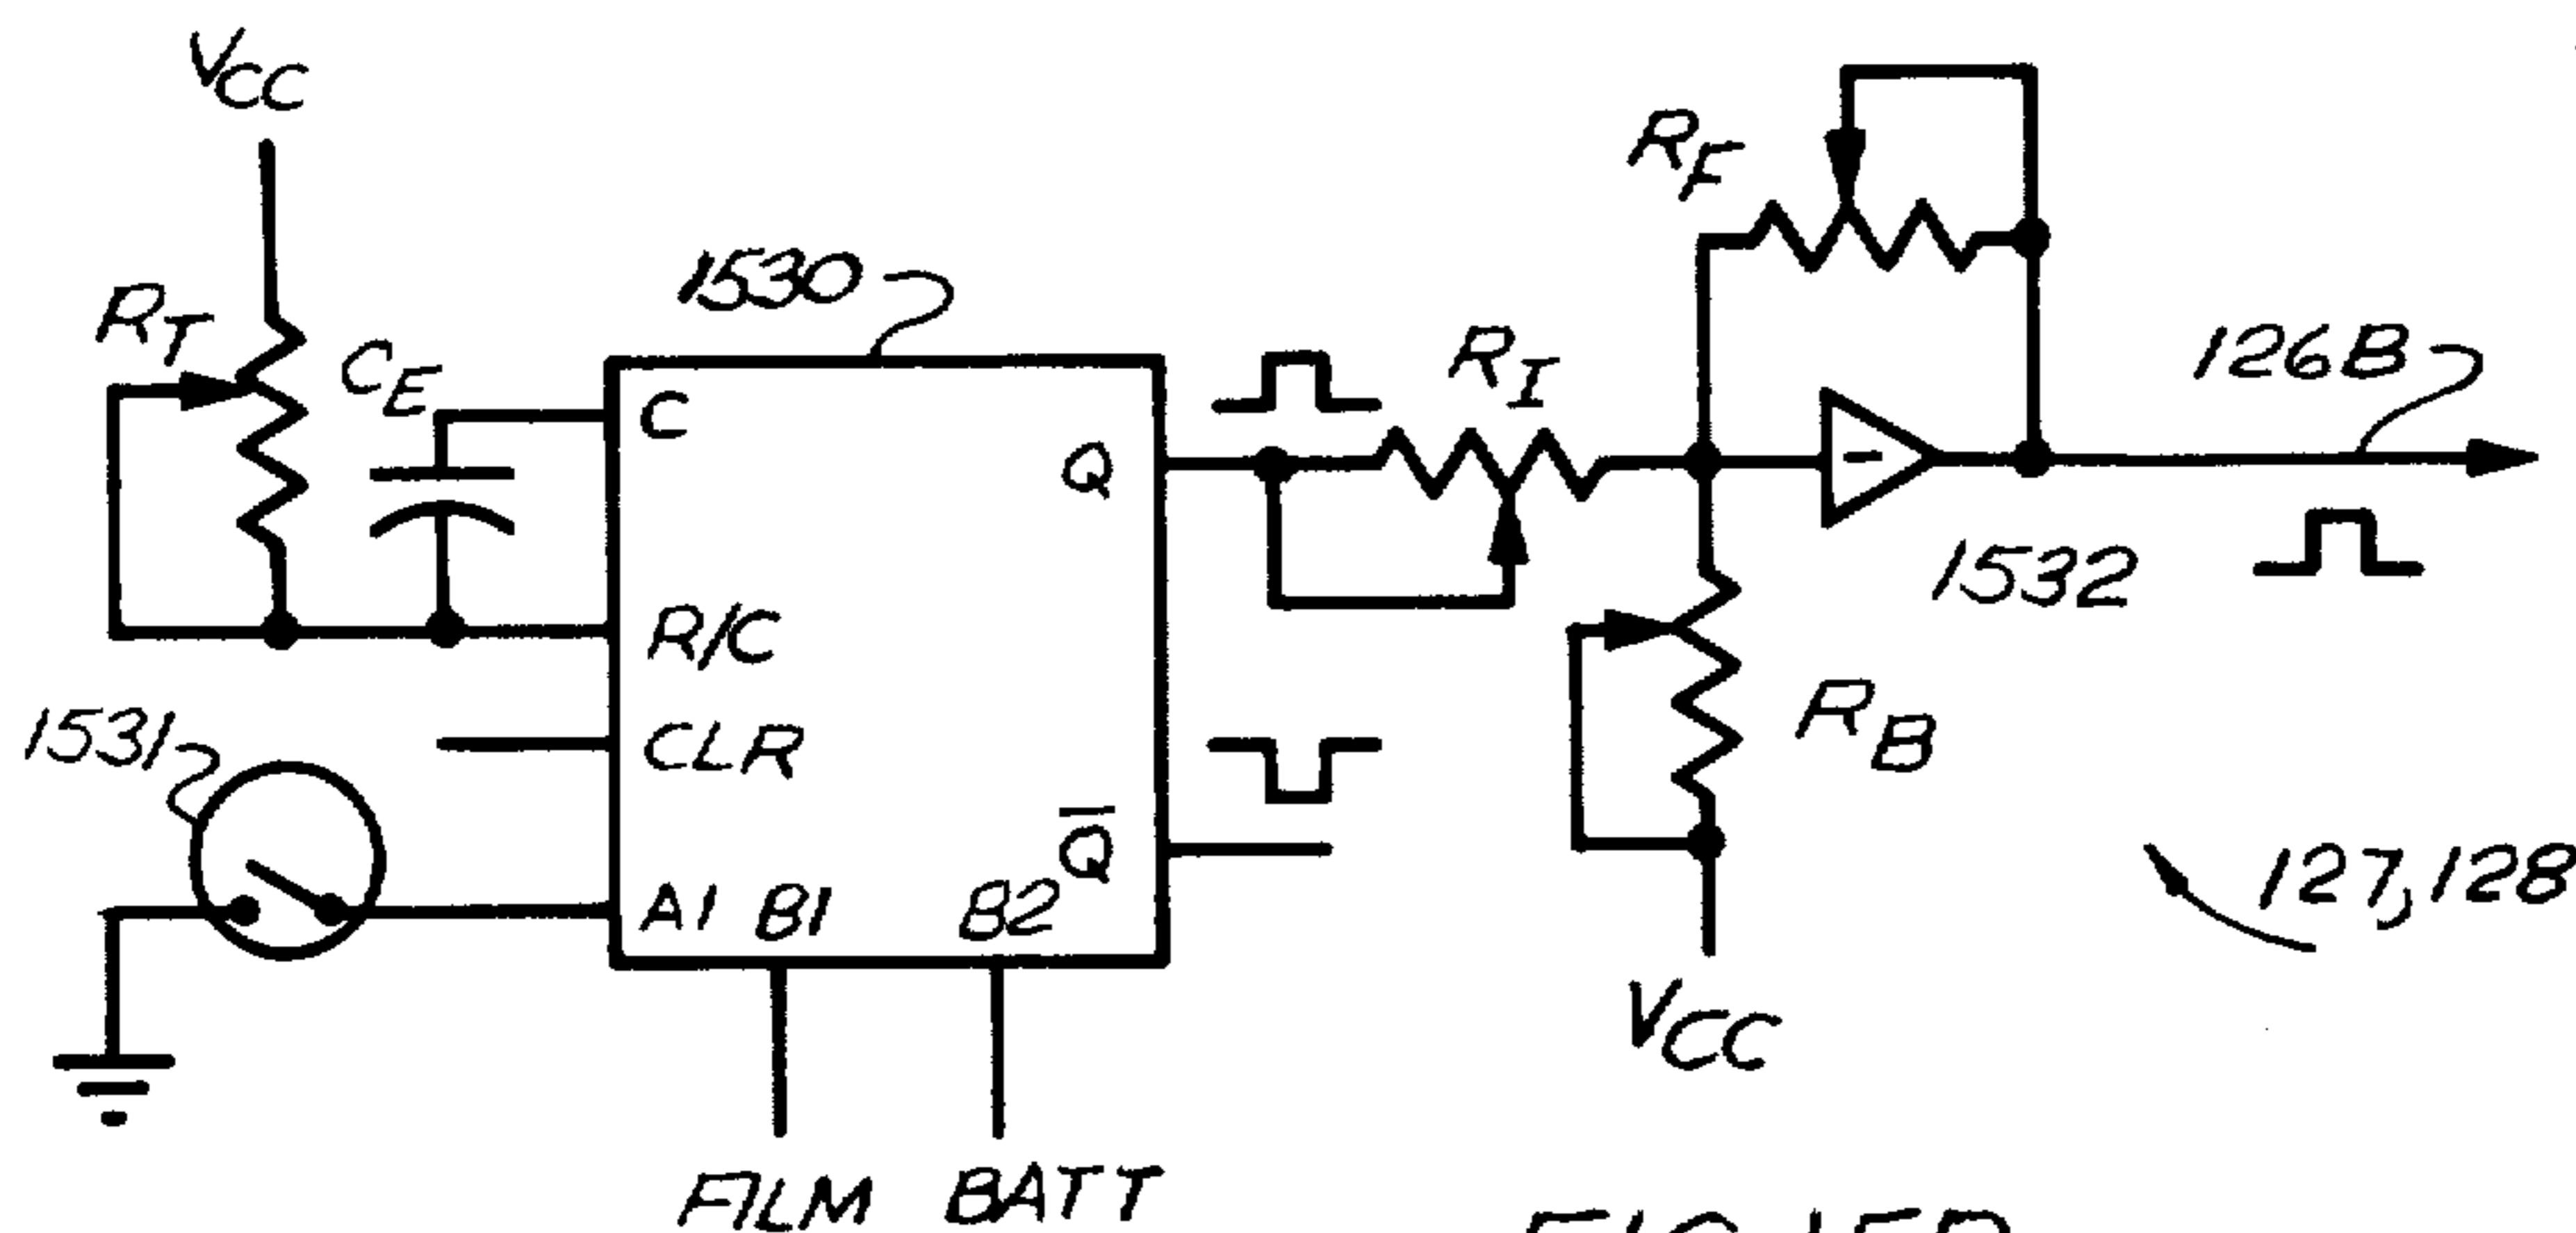 VCC
RT
CE
1530
C
R/C
CLR
A1
B1
B2
Q
Q̅
1531
FILM
BATT
RI
RF
1532
RB
VCC
126B
127,128